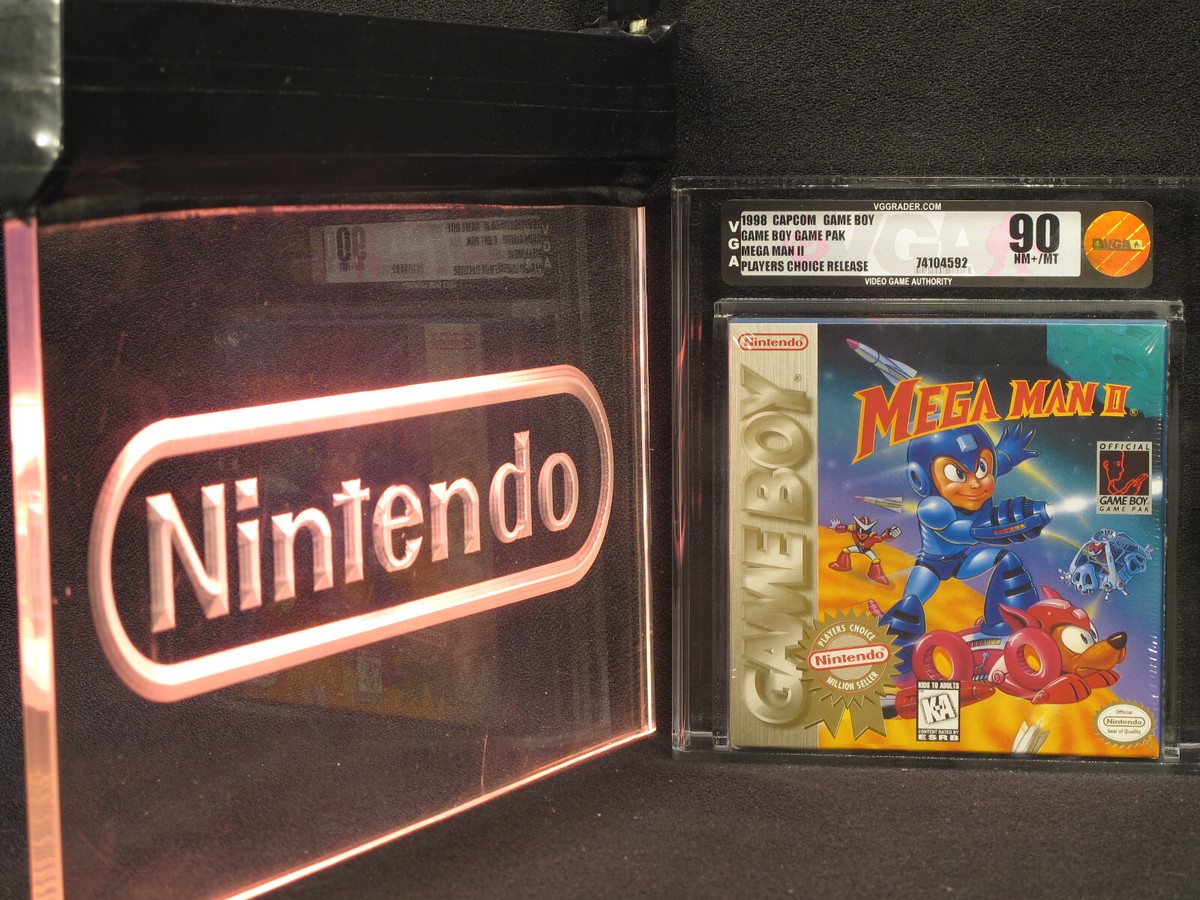 Nintendo
VGGRADER.COM
VGA
1998 CAPCOM GAME BOY
GAME BOY GAME PAK
MEGA MAN II
PLAYERS CHOICE RELEASE
74104592
90
NM+/MT
VGA
VIDEO GAME AUTHORITY
Nintendo
GAME BOY®
MEGA MAN II®
OFFICIAL
GAME BOY
GAME PAK
PLAYERS CHOICE
Nintendo
MILLION SELLER
KIDS TO ADULTS
K-A
CONTENT RATED BY
ESRB
Official
Nintendo
Seal of Quality